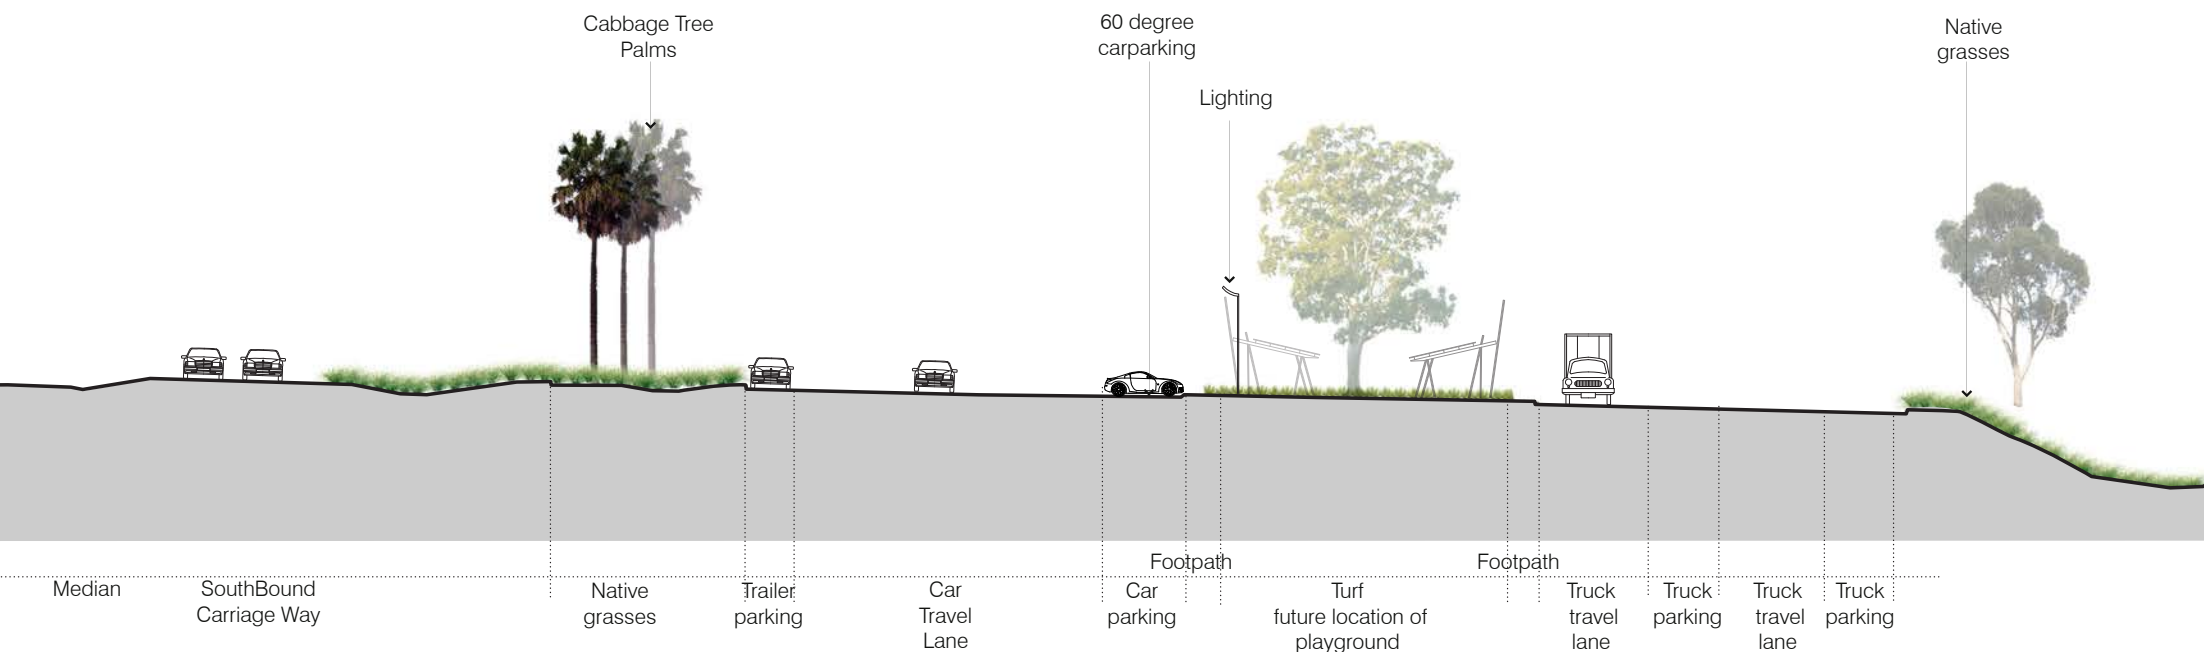 Cabbage Tree
Palms
60 degree
carparking
Lighting
Native
grasses
Footpath
Footpath
Median
SouthBound
Carriage Way
Native
grasses
Trailer
parking
Car
Travel
Lane
Car
parking
Turf
future location of
playground
Truck
travel
lane
Truck
parking
Truck
travel
lane
Truck
parking